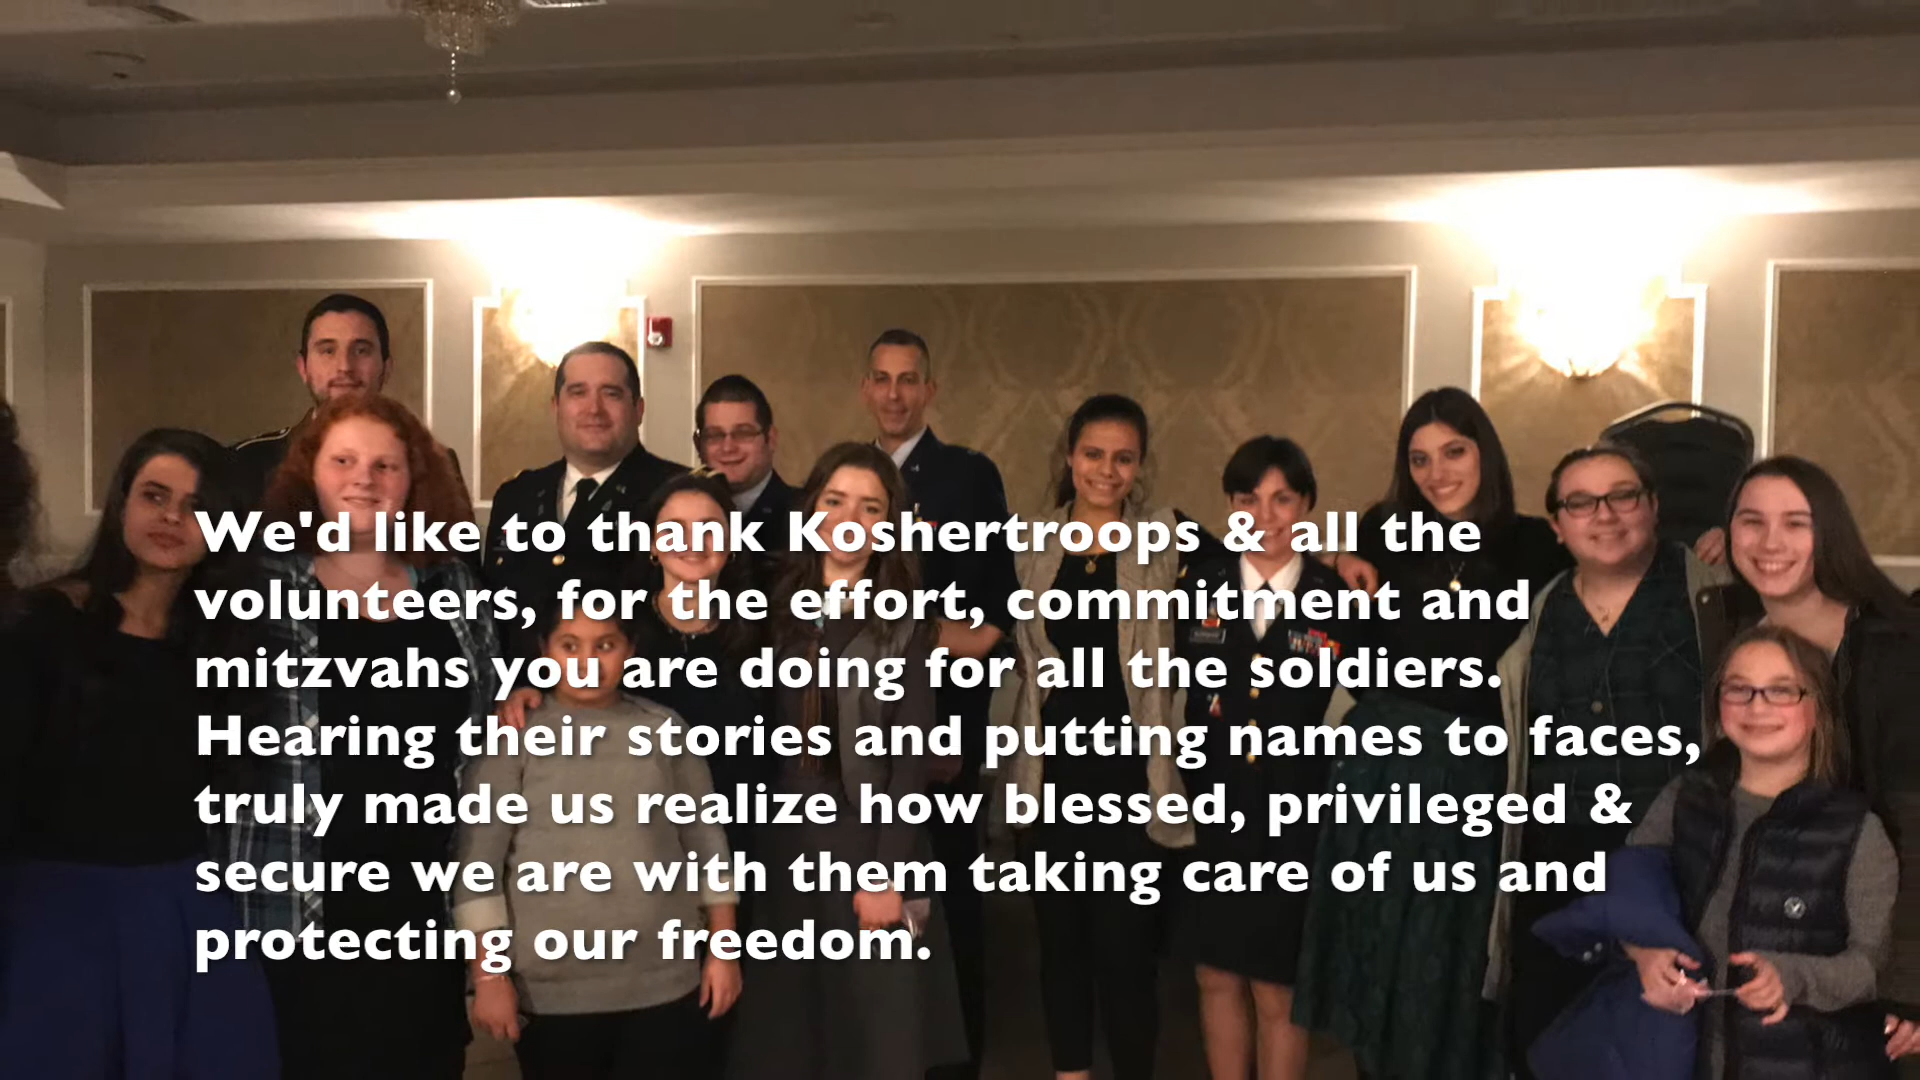 We'd like to thank Koshertroops & all the
volunteers, for the effort, commitment and
mitzvahs you are doing for all the soldiers.
Hearing their stories and putting names to faces,
truly made us realize how blessed, privileged &
secure we are with them taking care of us and
protecting our freedom.